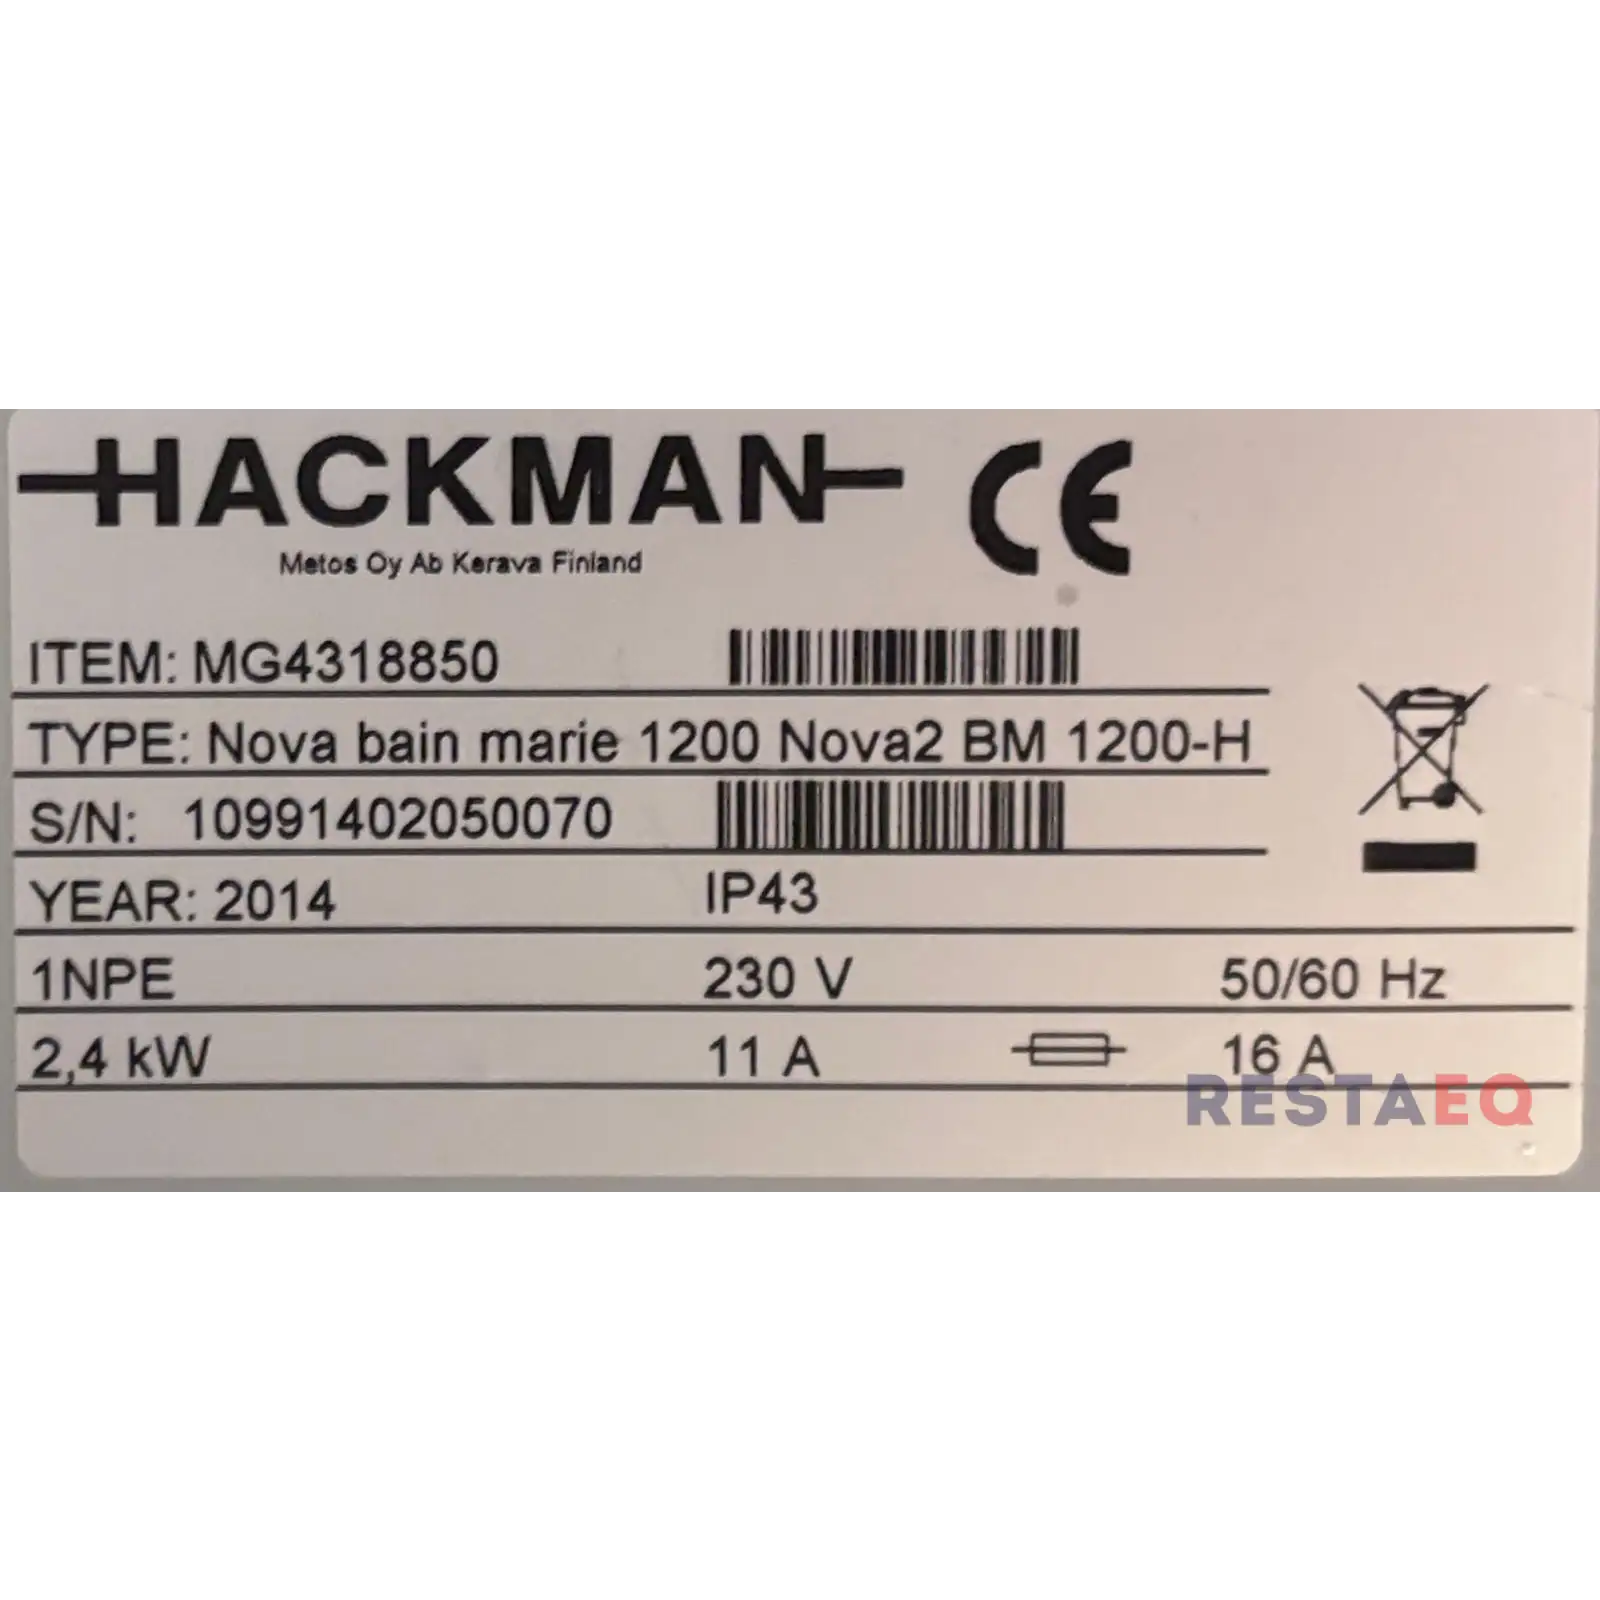 HACKMAN CE
Metos Oy Ab Kerava Finland
ITEM: MG4318850
TYPE: Nova bain marie 1200 Nova2 BM 1200-H
S/N: 10991402050070
YEAR: 2014 IP43
1NPE 230 V 50/60 Hz
2,4 kW 11 A 16 A
RESTAEQ